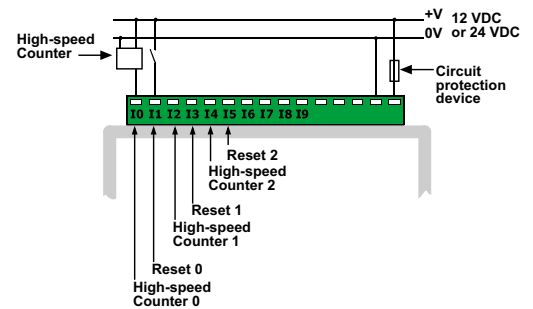 +V 12 VDC
0V or 24 VDC
High-speed
Counter
Circuit
protection
device
I0 I1 I2 I3 I4 I5 I6 I7 I8 I9
Reset 2
High-speed
Counter 2
Reset 1
High-speed
Counter 1
Reset 0
High-speed
Counter 0